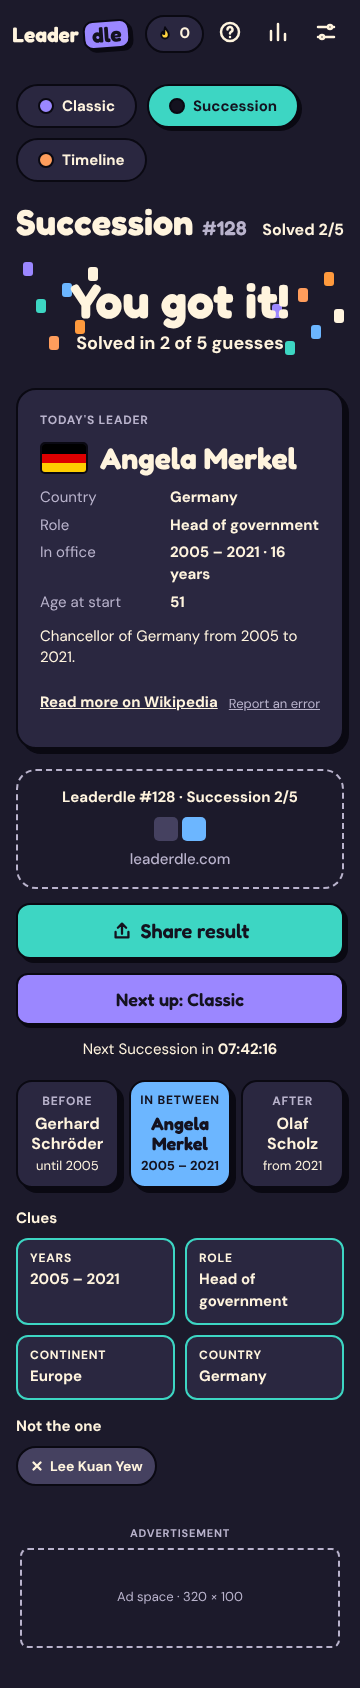 Leader dle 0
Classic
Succession
Timeline
Succession #128 Solved 2/5
You got it!
Solved in 2 of 5 guesses
TODAY'S LEADER
Angela Merkel
Country Germany
Role Head of government
In office 2005 – 2021 · 16
years
Age at start 51
Chancellor of Germany from 2005 to
2021.
Read more on Wikipedia Report an error
Leaderdle #128 · Succession 2/5
leaderdle.com
Share result
Next up: Classic
Next Succession in 07:42:16
BEFORE
Gerhard
Schröder
until 2005
IN BETWEEN
Angela
Merkel
2005 – 2021
AFTER
Olaf
Scholz
from 2021
Clues
YEARS
2005 – 2021
ROLE
Head of
government
CONTINENT
Europe
COUNTRY
Germany
Not the one
✕ Lee Kuan Yew
ADVERTISEMENT
Ad space · 320 × 100